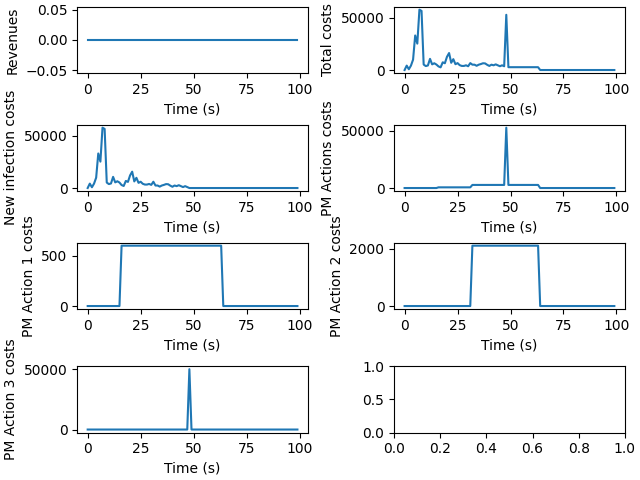 Revenues
0.05
0.00
−0.05
0 25 50 75 100
Time (s)
Total costs
50000
0
0 25 50 75 100
Time (s)
New infection costs
50000
0
0 25 50 75 100
Time (s)
PM Actions costs
50000
0
0 25 50 75 100
Time (s)
PM Action 1 costs
500
0
0 25 50 75 100
Time (s)
PM Action 2 costs
2000
0
0 25 50 75 100
Time (s)
PM Action 3 costs
50000
0
0 25 50 75 100
Time (s)
1.0
0.5
0.0
0.0 0.2 0.4 0.6 0.8 1.0